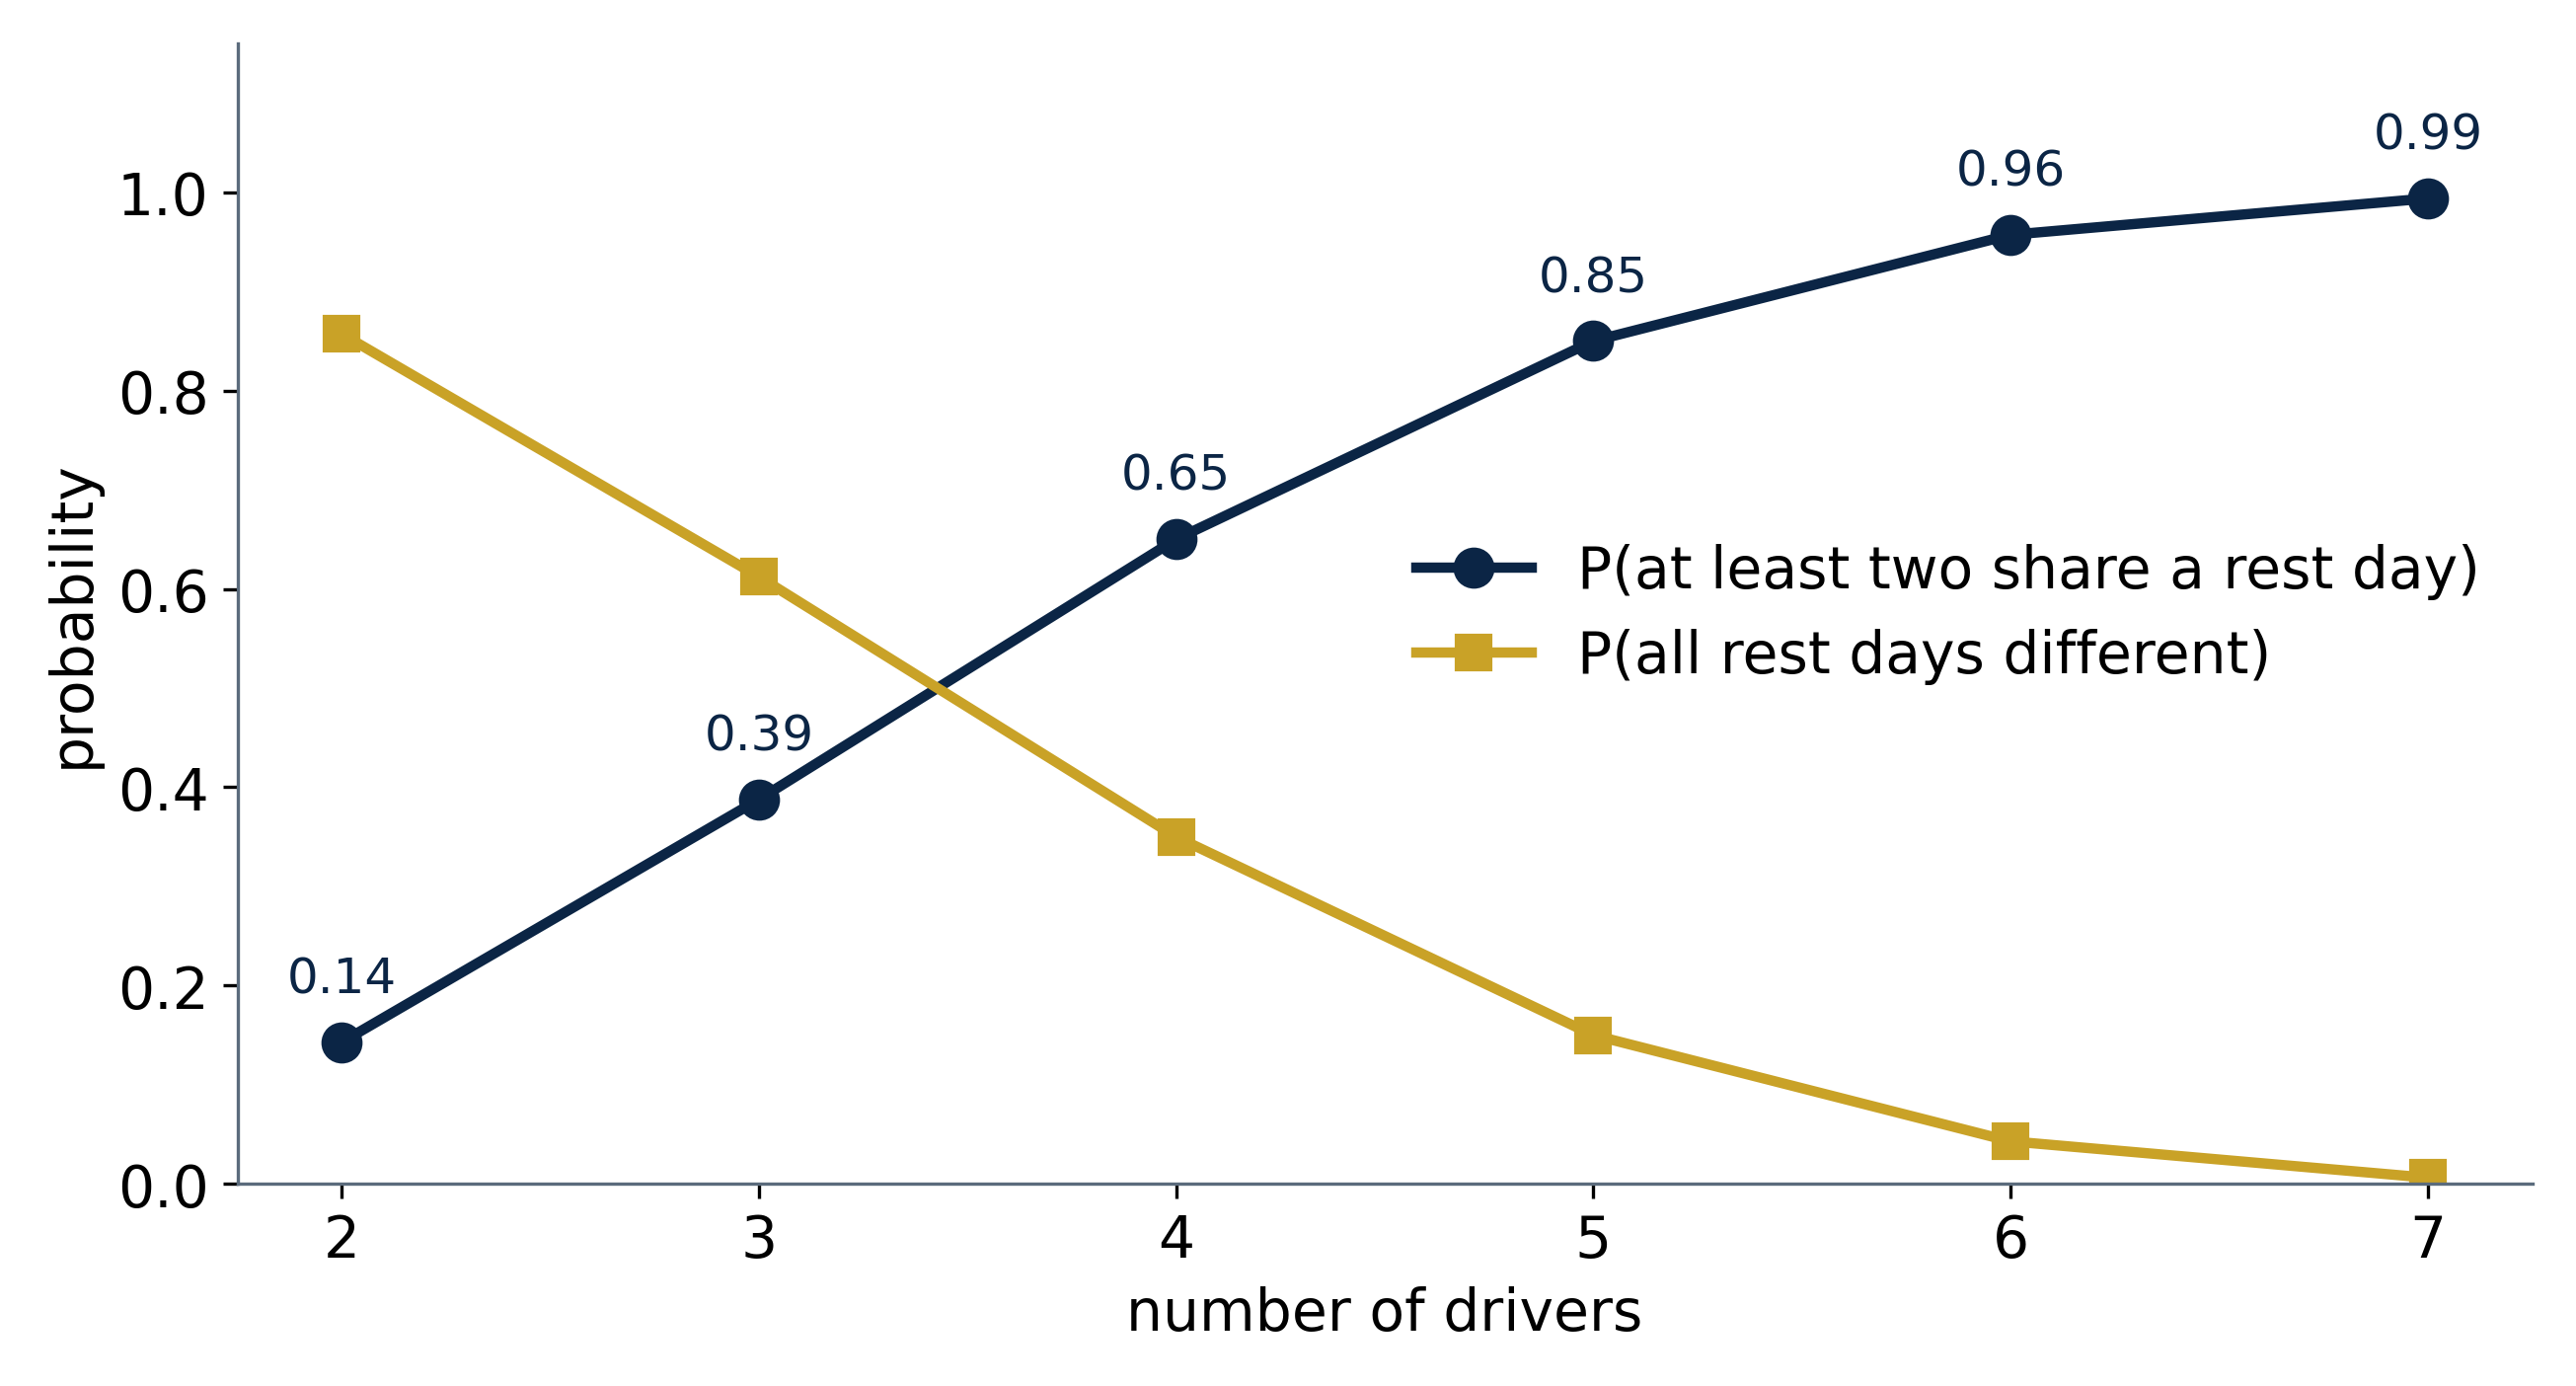 0.99
0.96
1.0
0.85
0.8
0.65
P(at least two share a rest day)
0.6
P(all rest days different)
probability
0.39
0.4
0.14
0.2
0.0
2 3 4 5 6 7
number of drivers